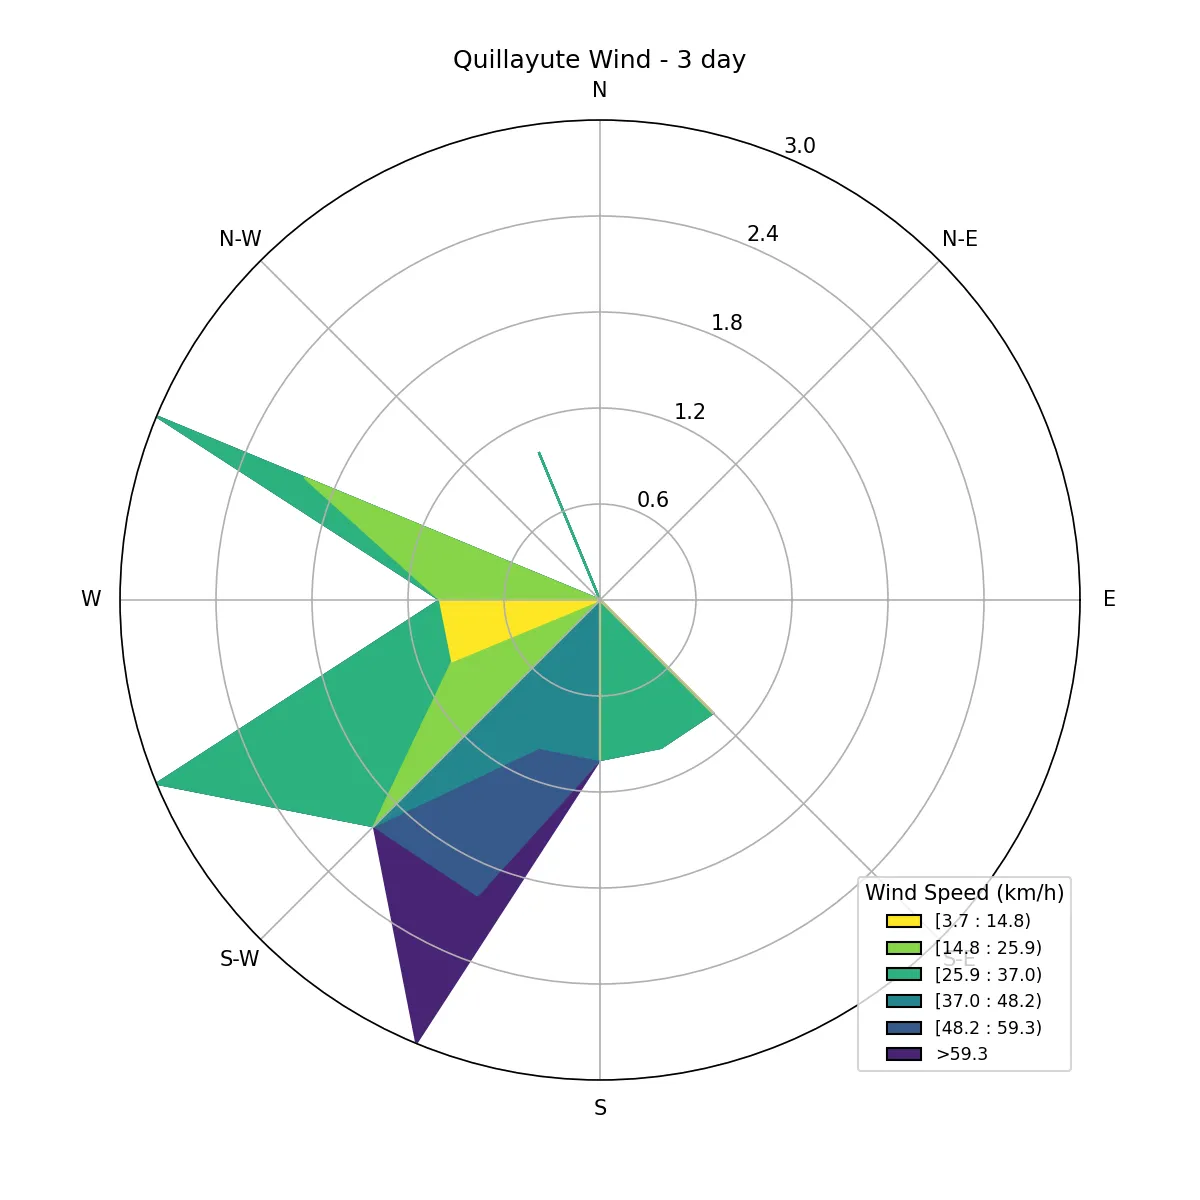 Quillayute Wind - 3 day
N
3.0
2.4
N-W
N-E
1.8
1.2
0.6
W
E
S-W
S-E
Wind Speed (km/h)
[3.7 : 14.8)
[14.8 : 25.9)
[25.9 : 37.0)
[37.0 : 48.2)
[48.2 : 59.3)
>59.3
S